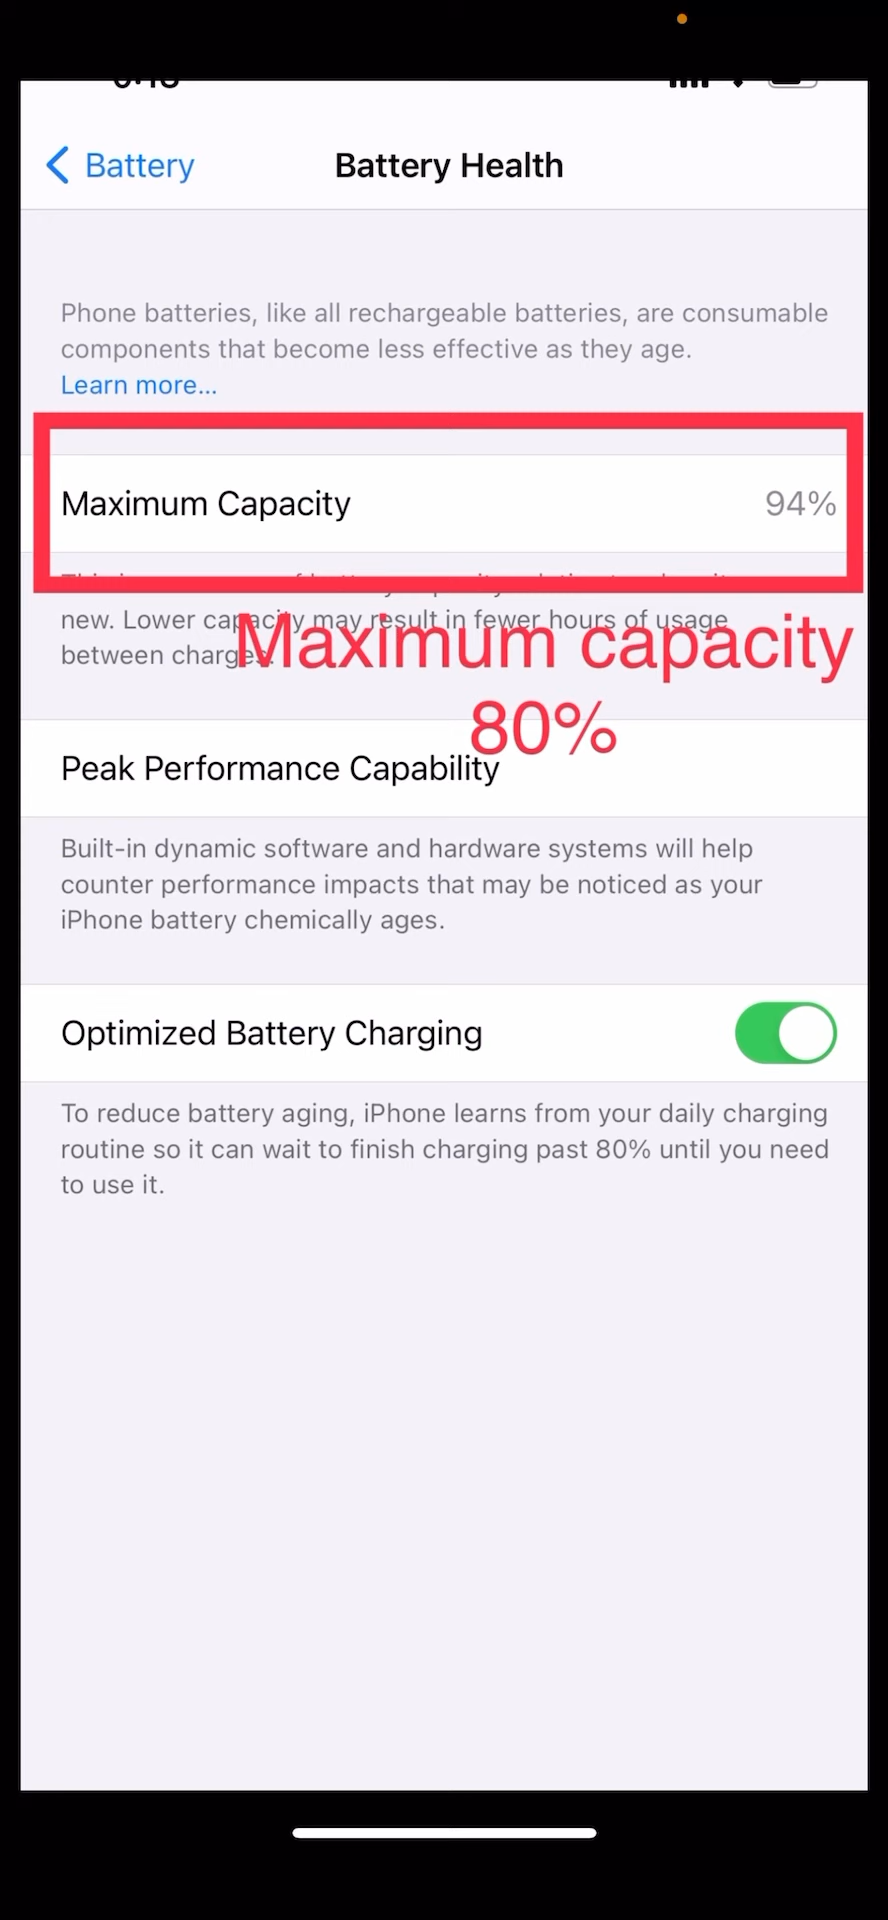 Battery
Battery Health
Phone batteries, like all rechargeable batteries, are consumable
components that become less effective as they age.
Learn more...
Maximum Capacity 94%
new. Lower capacity may result in fewer hours of usage
between charges.
Maximum capacity
80%
Peak Performance Capability
Built-in dynamic software and hardware systems will help
counter performance impacts that may be noticed as your
iPhone battery chemically ages.
Optimized Battery Charging
To reduce battery aging, iPhone learns from your daily charging
routine so it can wait to finish charging past 80% until you need
to use it.